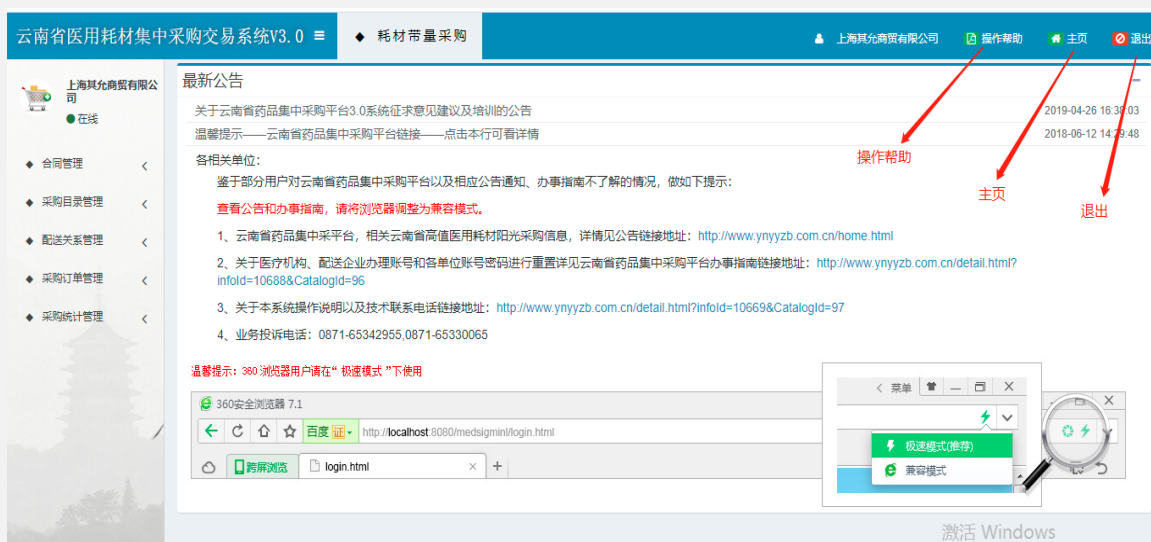 云南省医用耗材集中采购交易系统V3.0
耗材带量采购
上海其允商贸有限公司
操作帮助
主页
退出
上海其允商贸有限公
司
在线
合同管理
采购目录管理
配送关系管理
采购订单管理
采购统计管理
最新公告
关于云南省药品集中采购平台3.0系统征求意见建议及培训的公告
2019-04-26 16:38:03
温馨提示——云南省药品集中采购平台链接——点击本行可看详情
2018-06-12 14:29:48
操作帮助
主页
退出
各相关单位：
鉴于部分用户对云南省药品集中采购平台以及相应公告通知、办事指南不了解的情况，做如下提示：
查看公告和办事指南，请将浏览器调整为兼容模式。
1、云南省药品集中采平台，相关云南省高值医用耗材阳光采购信息，详情见公告链接地址：http://www.ynyyzb.com.cn/home.html
2、关于医疗机构、配送企业办理账号和各单位账号密码进行重置详见云南省药品集中采购平台办事指南链接地址：http://www.ynyyzb.com.cn/detail.html?
infoId=10688&CatalogId=96
3、关于本系统操作说明以及技术联系电话链接地址：http://www.ynyyzb.com.cn/detail.html?infoId=10669&CatalogId=97
4、业务投诉电话：0871-65342955,0871-65330065
温馨提示：360浏览器用户请在“极速模式”下使用
360安全浏览器 7.1
百度 证
http://localhost:8080/medsigminl/login.html
跨屏浏览
login.html
菜单
极速模式(推荐)
兼容模式
激活 Windows